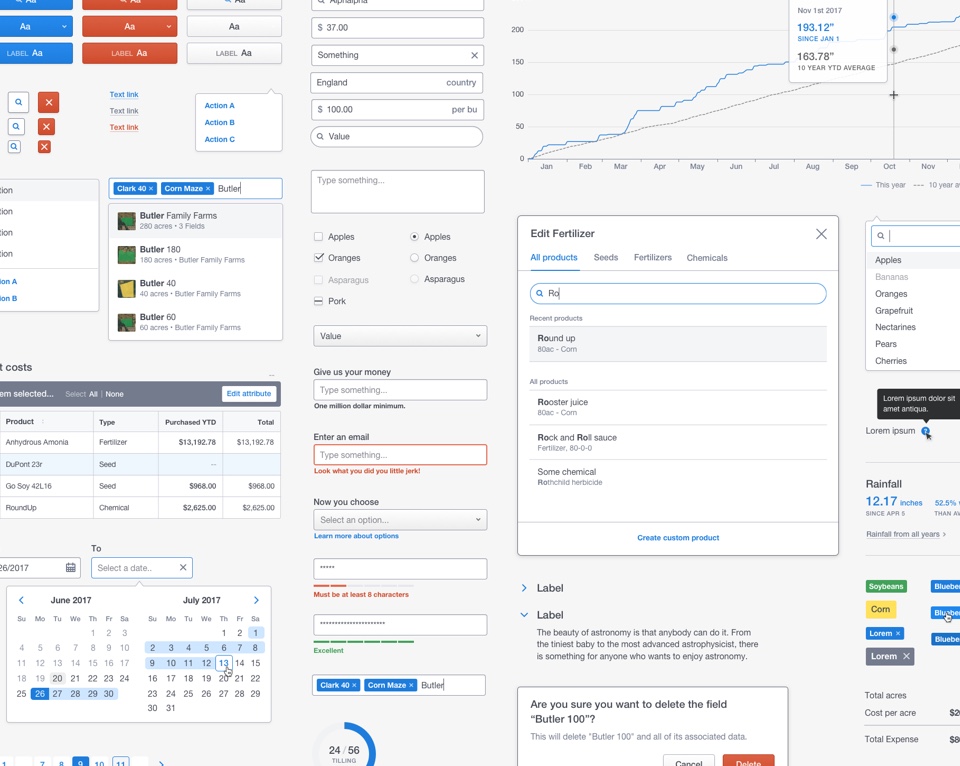 Aa
Aa
Aa
Aa
Aa
LABEL Aa
LABEL Aa
LABEL Aa
Text link
Text link
Text link
Action A
Action B
Action C
$ 37.00
Something
England country
$ 100.00 per bu
Value
Type something...
Apples
Oranges
Asparagus
Pork
Apples
Oranges
Asparagus
Value
Give us your money
Type something...
One million dollar minimum.
Enter an email
Type something...
Look what you did you little jerk!
Now you choose
Select an option...
Learn more about options
*****
Must be at least 8 characters
Excellent
Clark 40 × Corn Maze × Butler
24 / 56
TILLING
Clark 40 × Corn Maze × Butler
Butler Family Farms
280 acres • 3 Fields
Butler 180
180 acres • Butler Family Farms
Butler 40
40 acres • Butler Family Farms
Butler 60
60 acres • Butler Family Farms
tion
tion
tion
tion
on A
on B
t costs
...
em selected... Select All | None Edit attribute
Product Type Purchased YTD Total
Anhydrous Amonia Fertilizer $13,192.78 $13,192.78
DuPont 23r Seed --
Go Soy 42L16 Seed $968.00 $968.00
RoundUp Chemical $2,625.00 $2,625.00
To
26/2017
Select a date..
June 2017
Su Mo Tu We Th Fr Sa
1 2 3
4 5 6 7 8 9 10
11 12 13 14 15 16 17
18 19 20 21 22 23 24
25 26 27 28 29 30
July 2017
Su Mo Tu We Th Fr Sa
1 2 1
2 3 4 5 6 7 8
9 10 11 12 13 14 15
16 17 18 19 20 21 22
23 24 25 26 27 28 29
30 31
1 7 8 9 10 11
200
150
100
50
0
Jan Feb Mar Apr May Jun Jul Aug Sep Oct Nov
Nov 1st 2017
193.12”
SINCE JAN 1
163.78”
10 YEAR YTD AVERAGE
This year 10 year av
Edit Fertilizer
All products Seeds Fertilizers Chemicals
Ro
Recent products
Round up
80ac - Corn
All products
Rooster juice
80ac - Corn
Rock and Roll sauce
Fertilizer, 80-0-0
Some chemical
Rothchild herbicide
Create custom product
Label
Label
The beauty of astronomy is that anybody can do it. From
the tiniest baby to the most advanced astrophysicist, there
is something for anyone who wants to enjoy astronomy.
Are you sure you want to delete the field
“Butler 100”?
This will delete "Butler 100" and all of its associated data.
Cancel Delete
Apples
Bananas
Oranges
Grapefruit
Nectarines
Pears
Cherries
Lorem ipsum dolor sit
amet antiqua.
Lorem ipsum ?
Rainfall
12.17 inches
SINCE APR 5
52.5%
THAN AV
Rainfall from all years >
Soybeans
Corn
Lorem ×
Lorem ×
Blueber
Blueber
Blueber
Total acres
Cost per acre $20
Total Expense $80